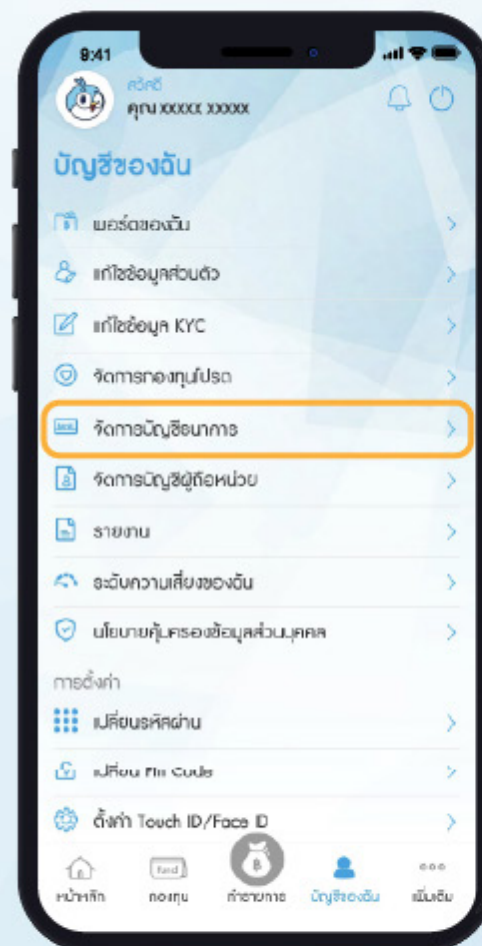 9:41
สวัสดี
คุณ xxxxx xxxxx
บัญชีของฉัน
พอร์ตของฉัน
แก้ไขข้อมูลส่วนตัว
แก้ไขข้อมูล KYC
จัดการกองทุนโปรด
จัดการบัญชีธนาคาร
จัดการบัญชีผู้ถือหน่วย
รายงาน
ระดับความเสี่ยงของฉัน
นโยบายคุ้มครองข้อมูลส่วนบุคคล
การตั้งค่า
เปลี่ยนรหัสผ่าน
เปลี่ยน Pin Code
ตั้งค่า Touch ID/Face ID
หน้าหลัก
Fund
กองทุน
฿
ทำรายการ
บัญชีของฉัน
เพิ่มเติม